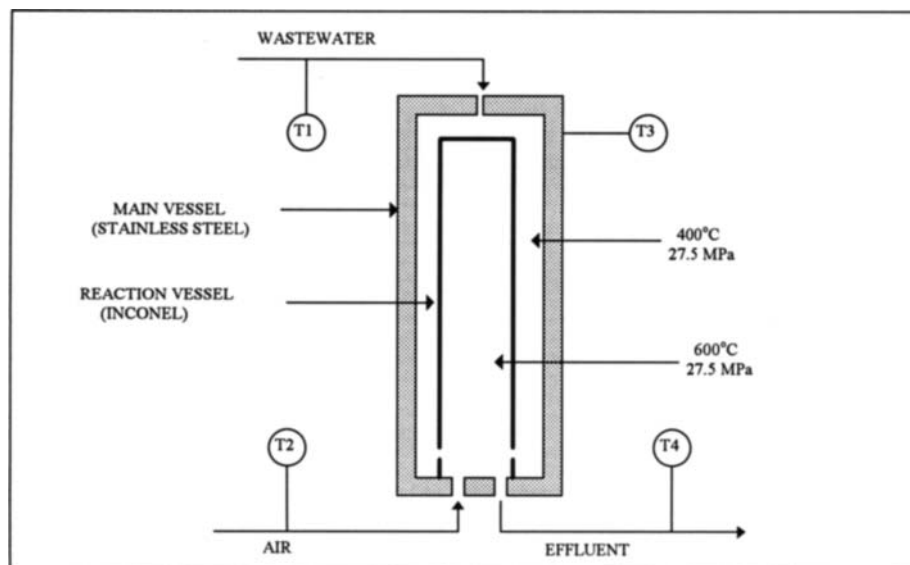 WASTEWATER
T1
T3
MAIN VESSEL
(STAINLESS STEEL)
400°C
27.5 MPa
REACTION VESSEL
(INCONEL)
600°C
27.5 MPa
T2
T4
AIR
EFFLUENT